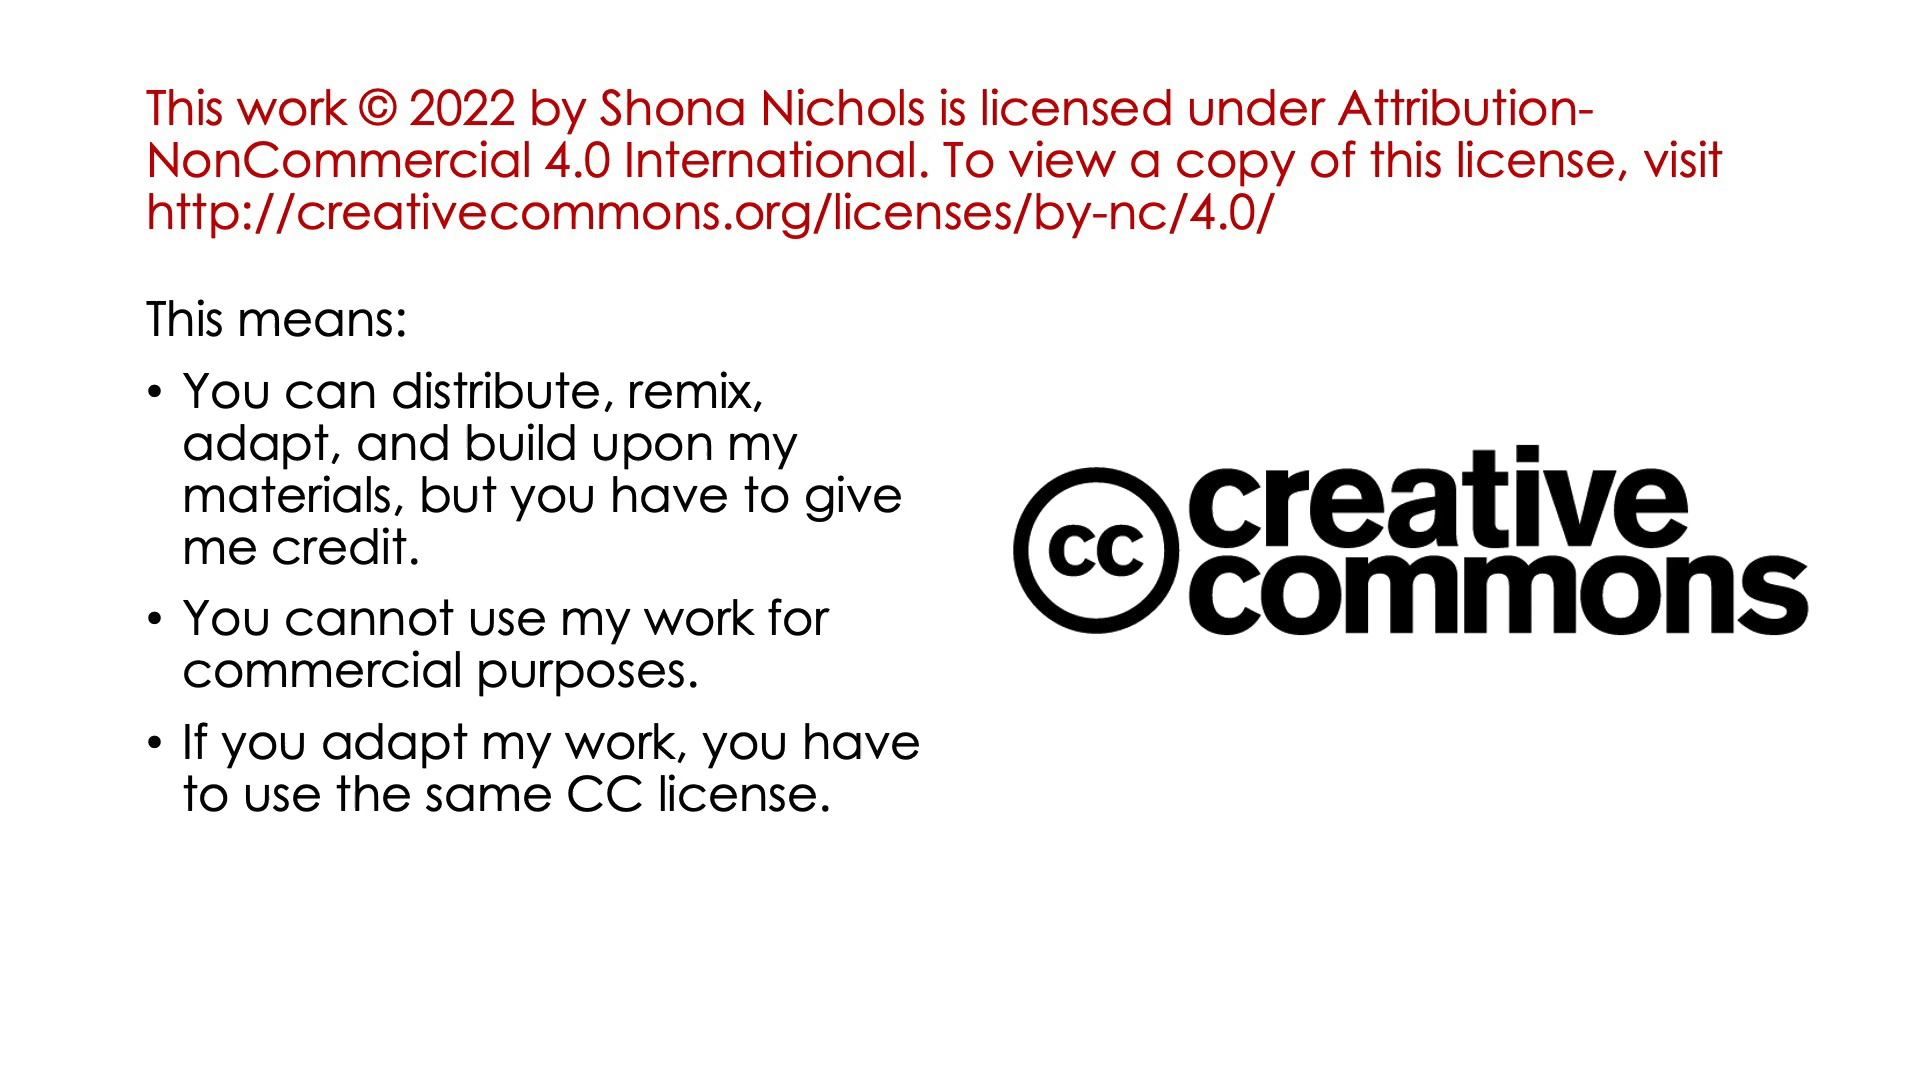 This work © 2022 by Shona Nichols is licensed under Attribution-
NonCommercial 4.0 International. To view a copy of this license, visit
http://creativecommons.org/licenses/by-nc/4.0/
This means:
• You can distribute, remix,
adapt, and build upon my
materials, but you have to give
me credit.
• You cannot use my work for
commercial purposes.
• If you adapt my work, you have
to use the same CC license.
cc
creative
commons